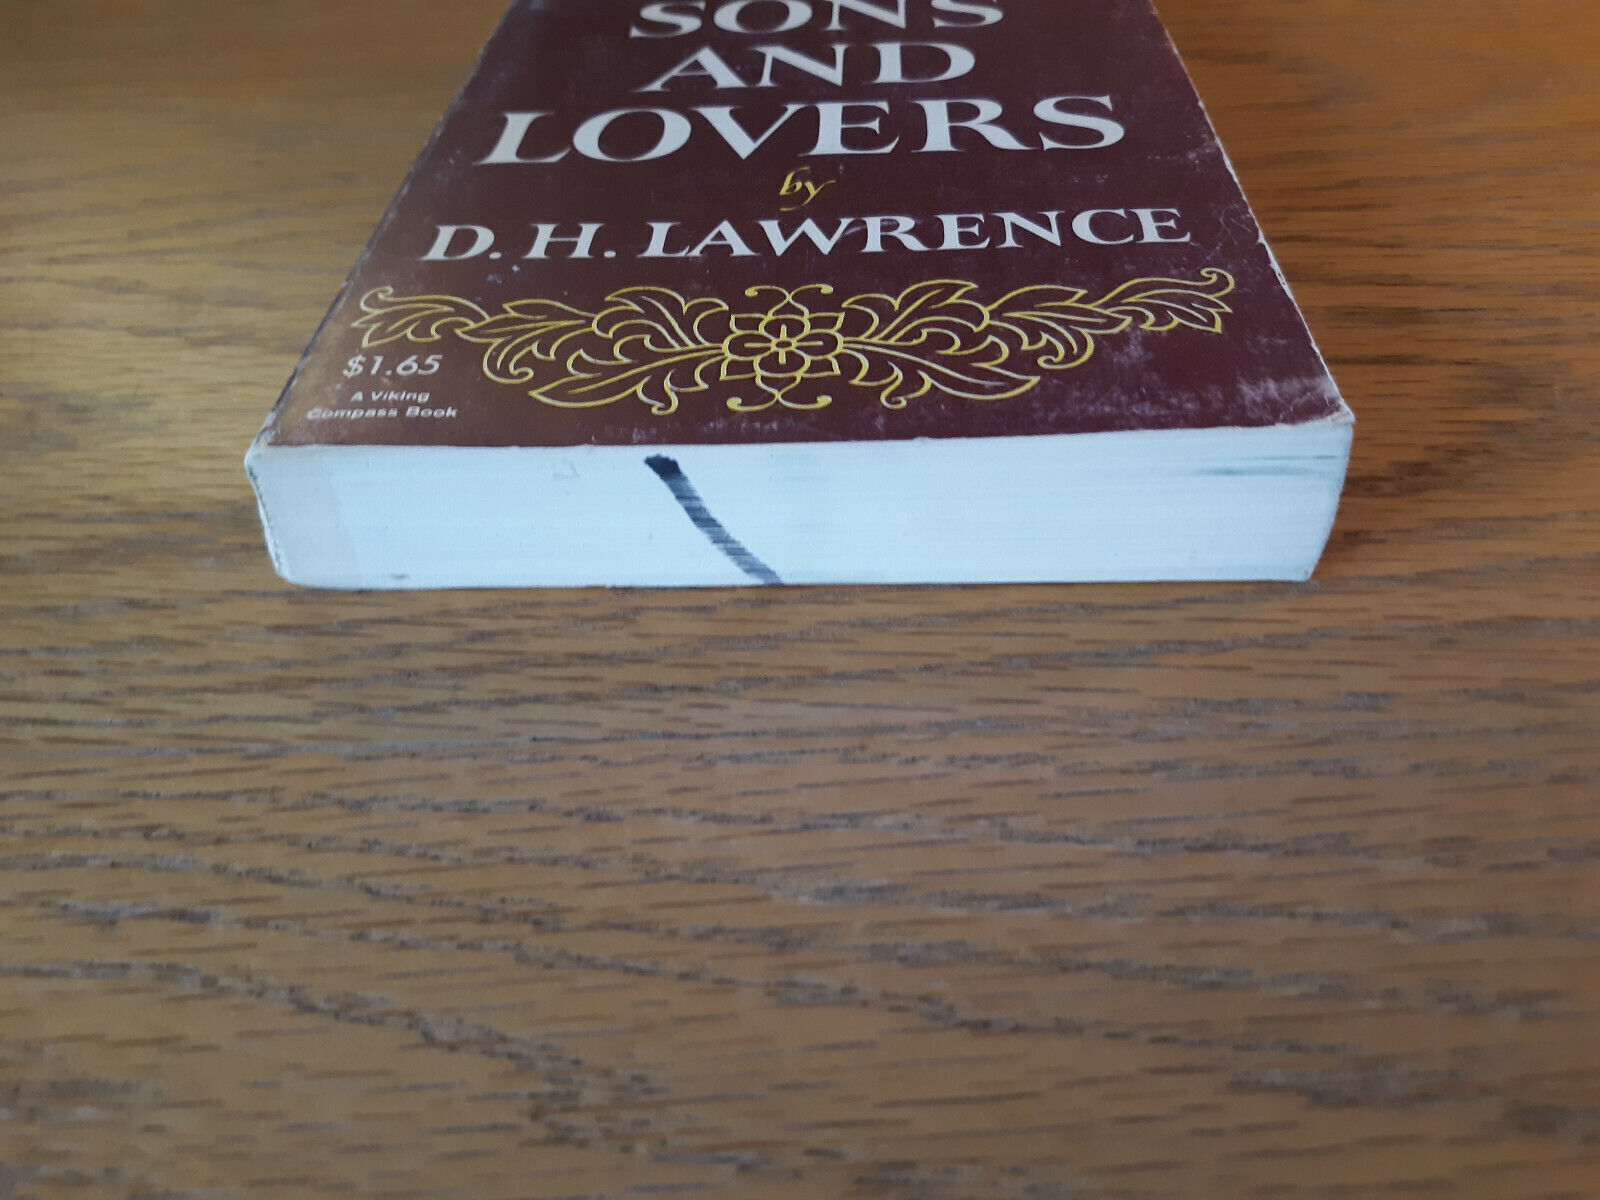 SONS
AND
LOVERS
by
D. H. LAWRENCE
$1.65
A Viking
Compass Book